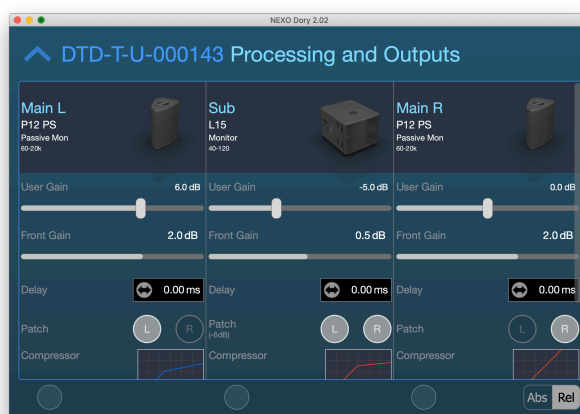 NEXO Dory 2.02
DTD-T-U-000143 Processing and Outputs
Main L
P12 PS
Passive Mon
60-20k
Sub
L15
Monitor
40-120
Main R
P12 PS
Passive Mon
60-20k
User Gain 6.0 dB
User Gain -5.0 dB
User Gain 0.0 dB
Front Gain 2.0 dB
Front Gain 0.5 dB
Front Gain 2.0 dB
Delay 0.00 ms
Delay 0.00 ms
Delay 0.00 ms
Patch L R
Patch L R
(-6dB)
Patch L R
Compressor
Compressor
Compressor
Abs Rel